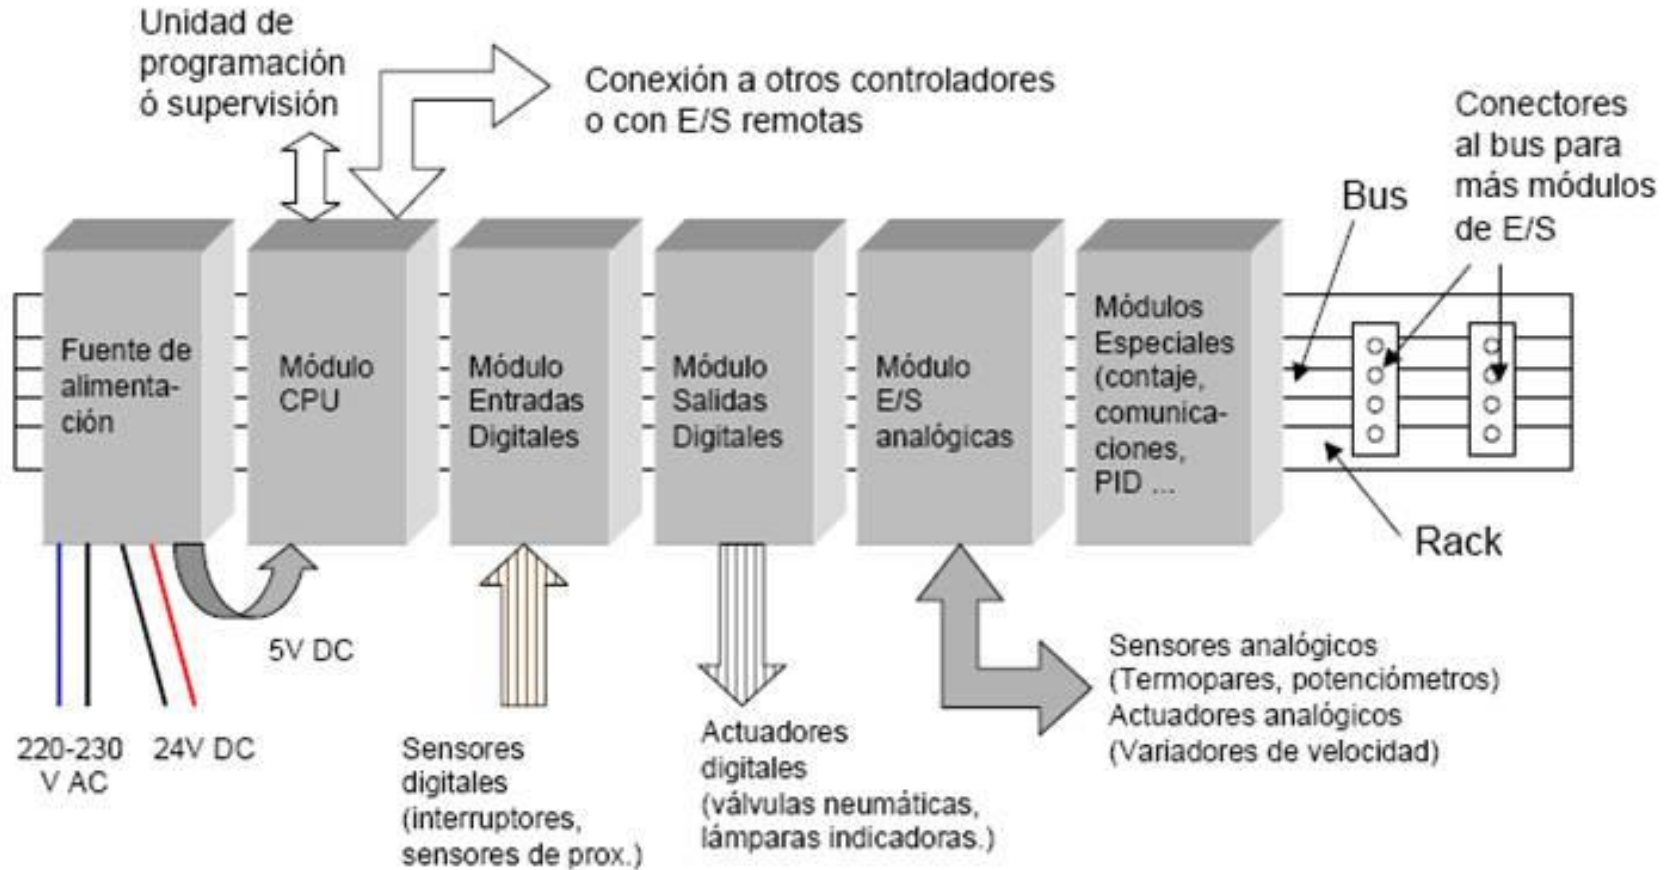 Unidad de
programación
ó supervisión
Conexión a otros controladores
o con E/S remotas
Conectores
al bus para
más módulos
de E/S
Bus
Fuente de
alimenta-
ción
Módulo
CPU
Módulo
Entradas
Digitales
Módulo
Salidas
Digitales
Módulo
E/S
analógicas
Módulos
Especiales
(contaje,
comunica-
ciones,
PID ...
Rack
5V DC
220-230
V AC
24V DC
Sensores
digitales
(interruptores,
sensores de prox.)
Actuadores
digitales
(válvulas neumáticas,
lámparas indicadoras.)
Sensores analógicos
(Termopares, potenciómetros)
Actuadores analógicos
(Variadores de velocidad)